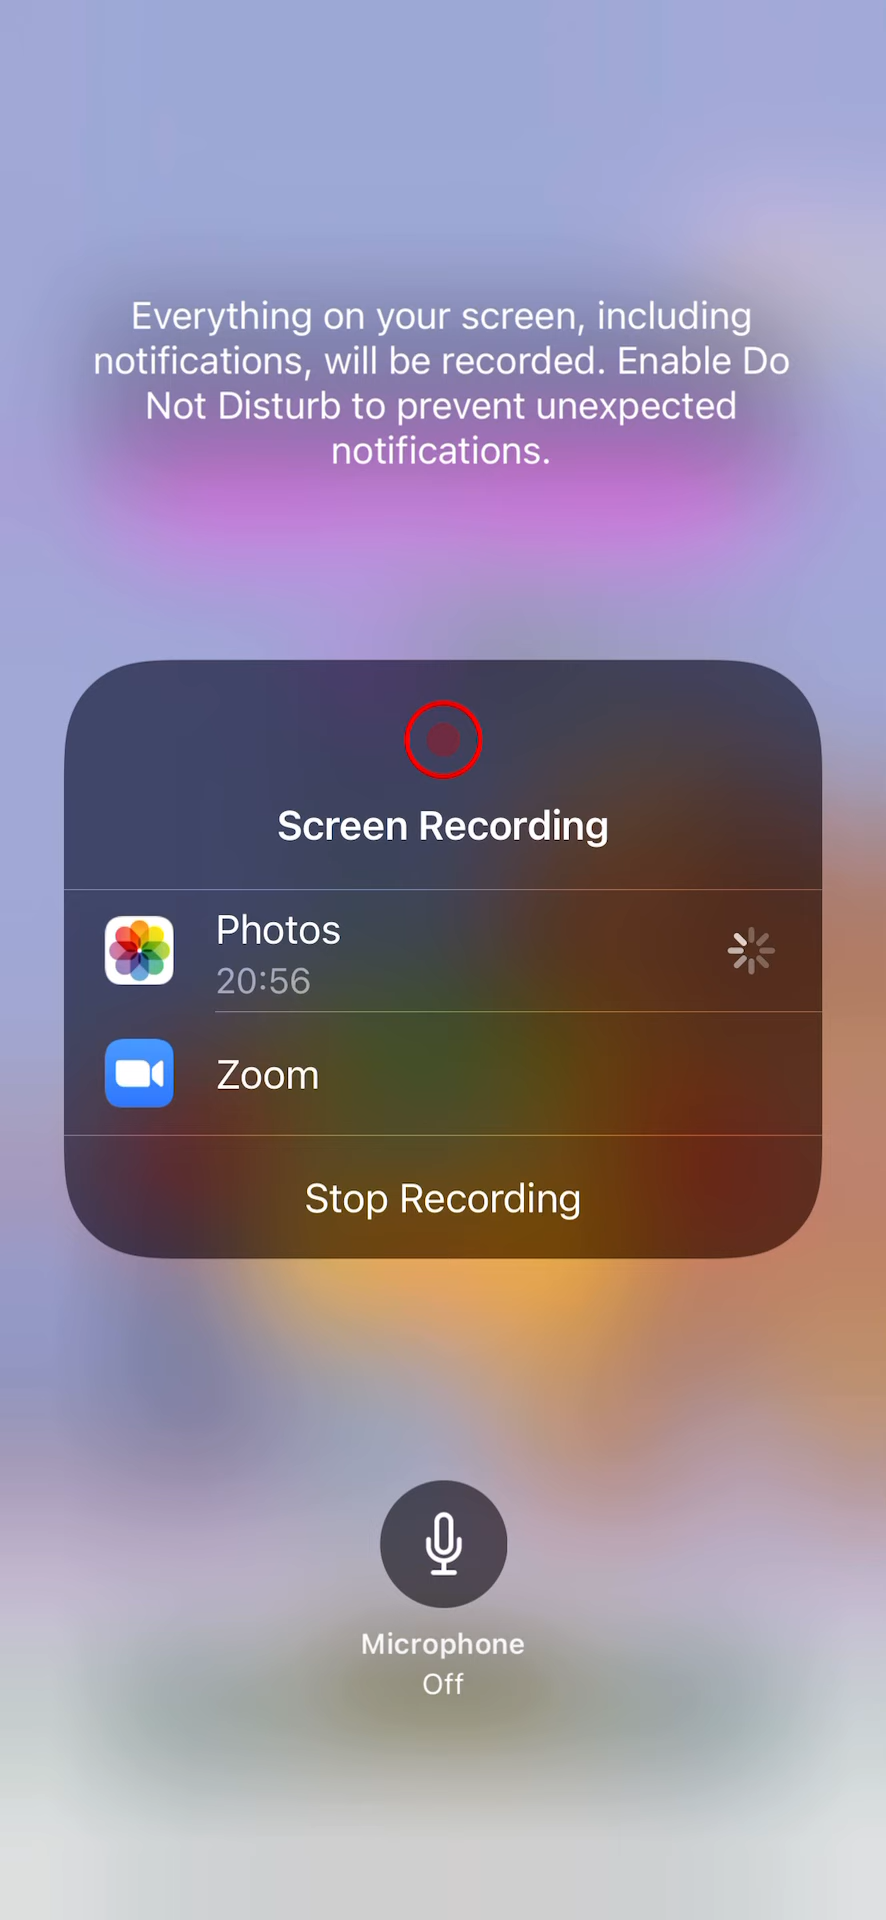 Everything on your screen, including
notifications, will be recorded. Enable Do
Not Disturb to prevent unexpected
notifications.
Screen Recording
Photos
20:56
Zoom
Stop Recording
Microphone
Off